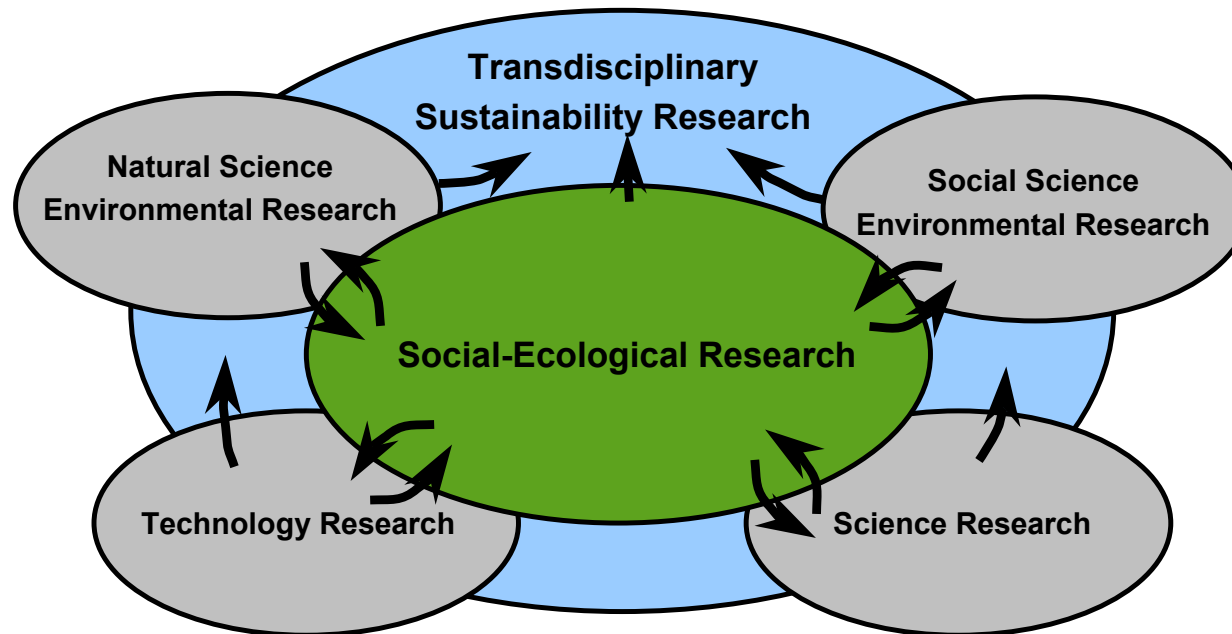 Transdisciplinary
Sustainability Research
Natural Science
Environmental Research
Social Science
Environmental Research
Social-Ecological Research
Technology Research
Science Research